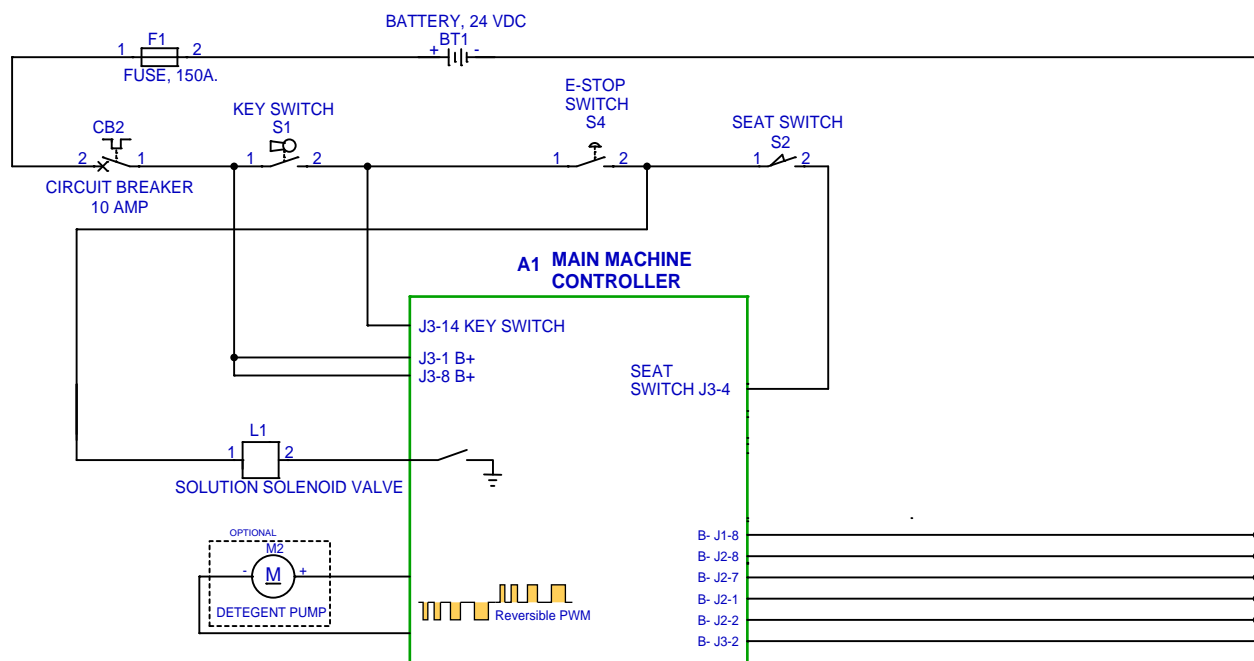 BATTERY, 24 VDC
F1
BT1
1
2
+
-
FUSE, 150A.
E-STOP
SWITCH
S4
KEY SWITCH
S1
SEAT SWITCH
S2
CB2
2
1
1
2
1
2
1
2
CIRCUIT BREAKER
10 AMP
A1
MAIN MACHINE
CONTROLLER
J3-14 KEY SWITCH
J3-1 B+
J3-8 B+
SEAT
SWITCH J3-4
L1
1
2
SOLUTION SOLENOID VALVE
OPTIONAL
M2
-
M
+
DETEGENT PUMP
Reversible PWM
B- J1-8
B- J2-8
B- J2-7
B- J2-1
B- J2-2
B- J3-2